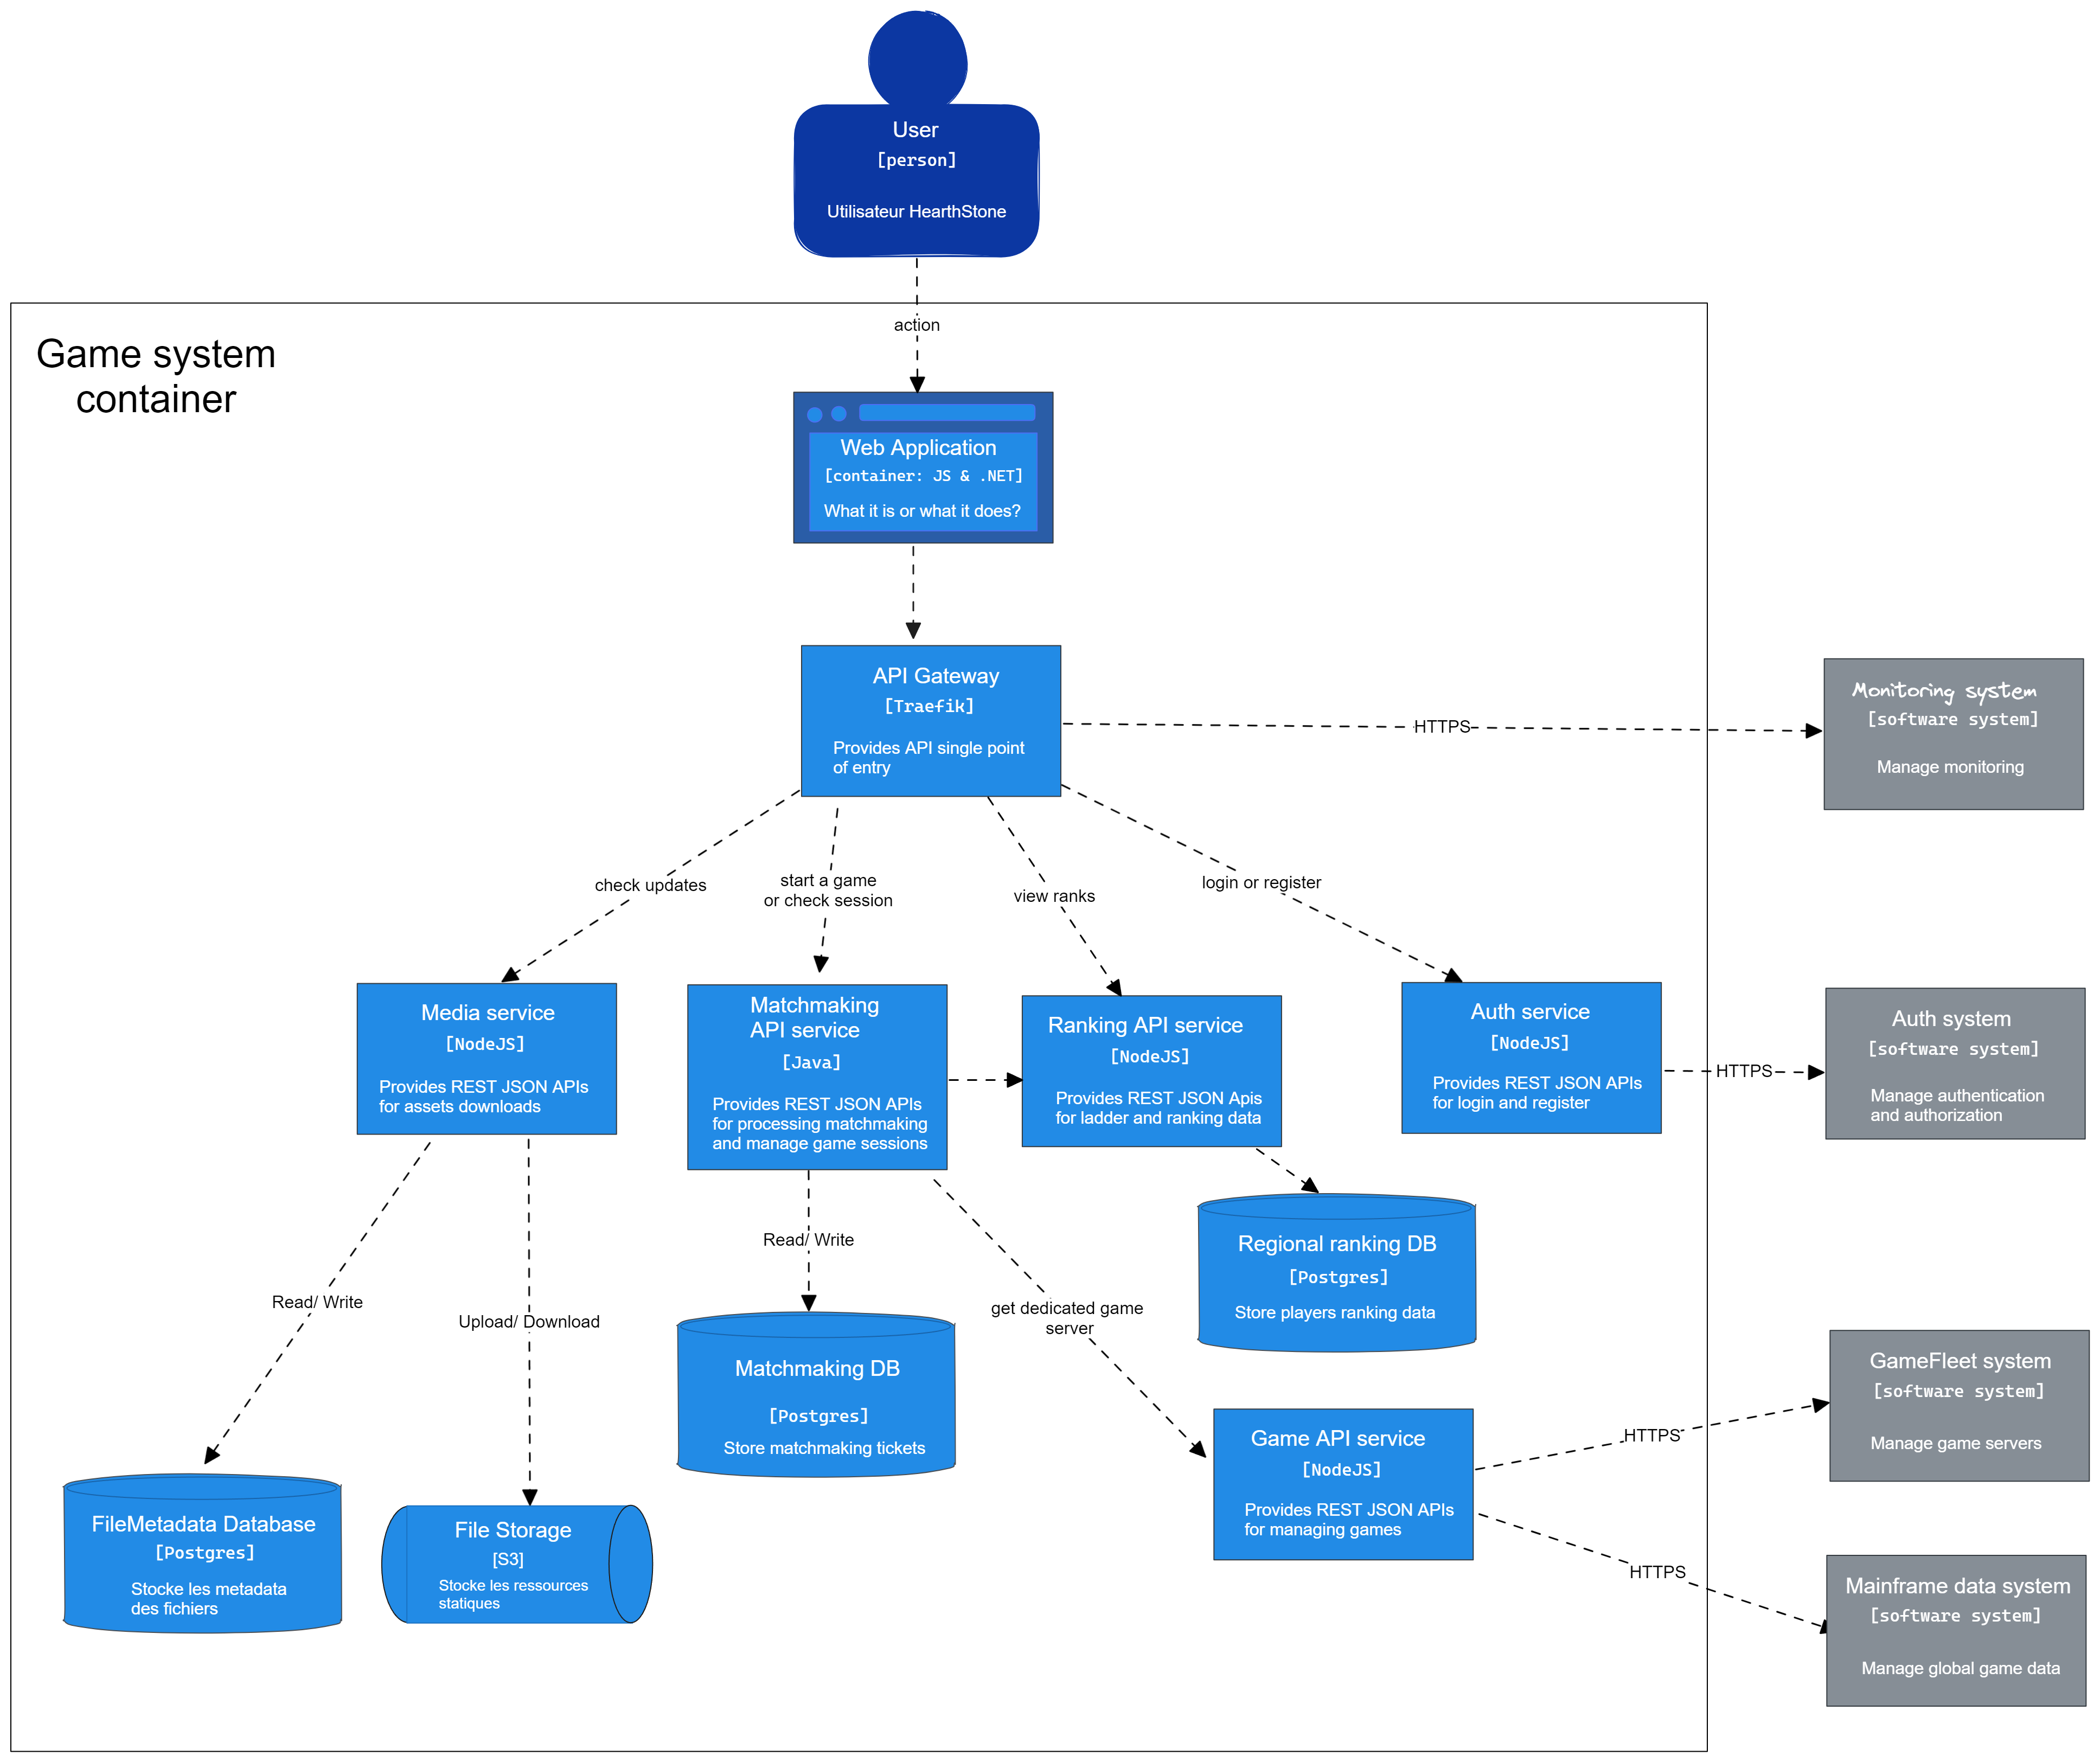 User
[person]
Utilisateur HearthStone
action
Game system
container
Web Application
[container: JS & .NET]
What it is or what it does?
API Gateway
[Traefik]
Provides API single point
of entry
HTTPS
Monitoring system
[software system]
Manage monitoring
check updates
start a game
or check session
view ranks
login or register
Media service
[NodeJS]
Provides REST JSON APIs
for assets downloads
Matchmaking
API service
[Java]
Provides REST JSON APIs
for processing matchmaking
and manage game sessions
Ranking API service
[NodeJS]
Provides REST JSON Apis
for ladder and ranking data
Auth service
[NodeJS]
Provides REST JSON APIs
for login and register
HTTPS
Auth system
[software system]
Manage authentication
and authorization
Read/ Write
Upload/ Download
Read/ Write
get dedicated game
server
Regional ranking DB
[Postgres]
Store players ranking data
Matchmaking DB
[Postgres]
Store matchmaking tickets
Game API service
[NodeJS]
Provides REST JSON APIs
for managing games
HTTPS
GameFleet system
[software system]
Manage game servers
HTTPS
Mainframe data system
[software system]
Manage global game data
FileMetadata Database
[Postgres]
Stocke les metadata
des fichiers
File Storage
[S3]
Stocke les ressources
statiques